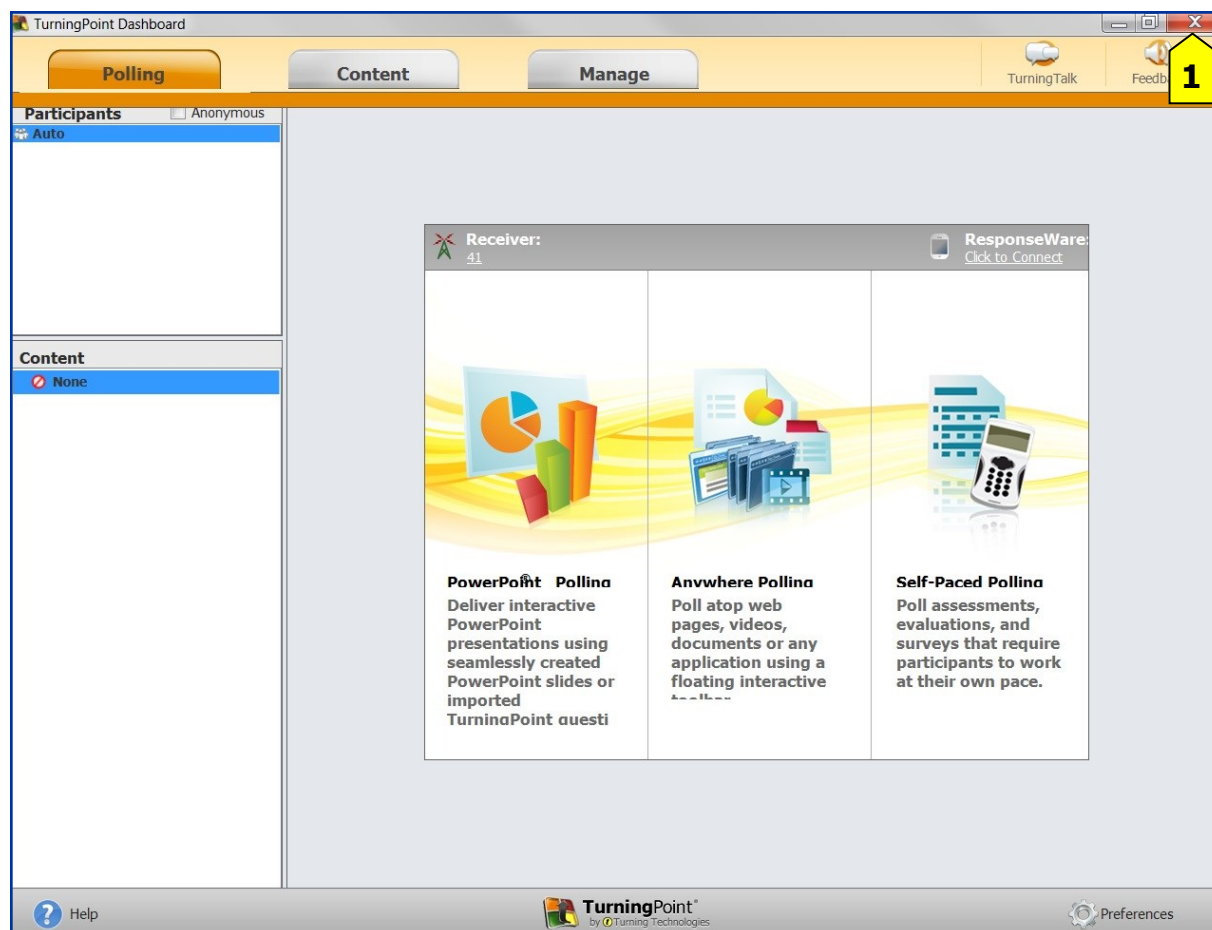 TurningPoint Dashboard
Polling
Content
Manage
TurningTalk
Feedb
1
Participants
Anonymous
Auto
Receiver:
41
ResponseWare:
Click to Connect
Content
None
PowerPoint® Polling
Deliver interactive
PowerPoint
presentations using
seamlessly created
PowerPoint slides or
imported
TurningPoint questi
Anywhere Polling
Poll atop web
pages, videos,
documents or any
application using a
floating interactive
toolbar
Self-Paced Polling
Poll assessments,
evaluations, and
surveys that require
participants to work
at their own pace.
Help
TurningPoint
by Turning Technologies
Preferences